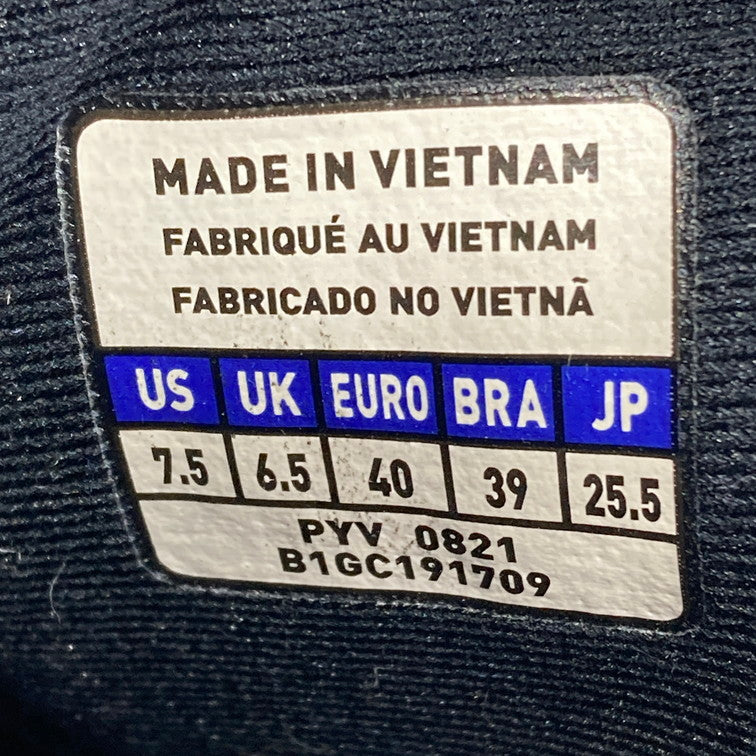 MADE IN VIETNAM
FABRIQUÉ AU VIETNAM
FABRICADO NO VIETNÃ
US UK EURO BRA JP
7.5 6.5 40 39 25.5
PYV 0821
B1GC191709